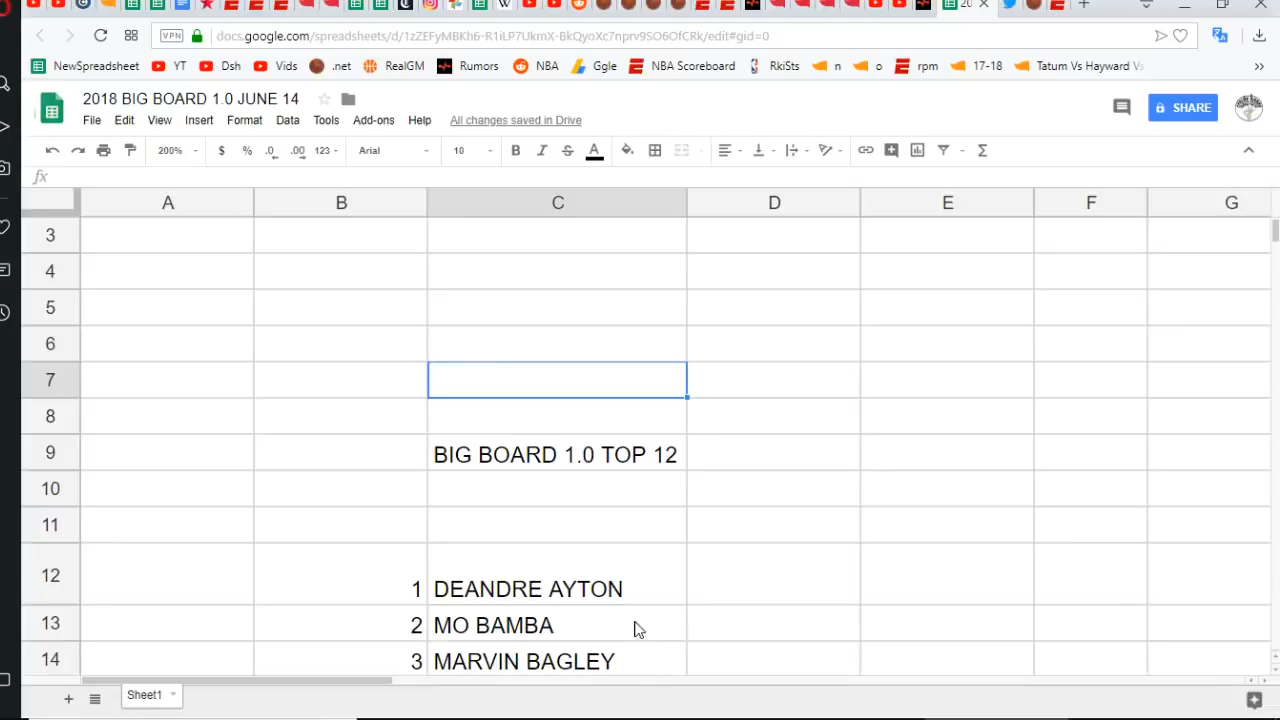 20
VPN docs.google.com/spreadsheets/d/1zZEFyMBKh6-R1iLP7UkmX-BkQyoXc7nprv9SO6OfCRk/edit#gid=0
NewSpreadsheet YT Dsh Vids .net RealGM Rumors NBA Ggle NBA Scoreboard RkiSts n o rpm 17-18 Tatum Vs Hayward
2018 BIG BOARD 1.0 JUNE 14
SHARE
File Edit View Insert Format Data Tools Add-ons Help All changes saved in Drive
200% $ % .0 .00 123 Arial 10 B I S A Σ
fx
A B C D E F G
3
4
5
6
7
8
9 BIG BOARD 1.0 TOP 12
10
11
12 1 DEANDRE AYTON
13 2 MO BAMBA
14 3 MARVIN BAGLEY
Sheet1